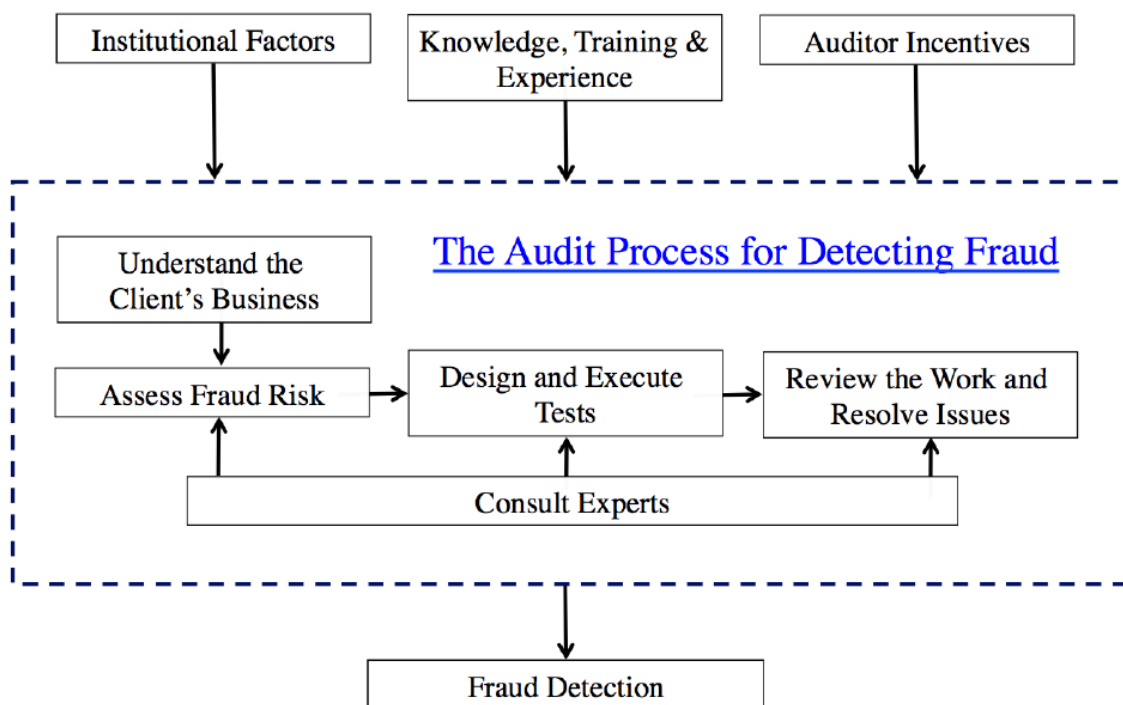 Institutional Factors
Knowledge, Training &
Experience
Auditor Incentives
The Audit Process for Detecting Fraud
Understand the
Client's Business
Assess Fraud Risk
Design and Execute
Tests
Review the Work and
Resolve Issues
Consult Experts
Fraud Detection